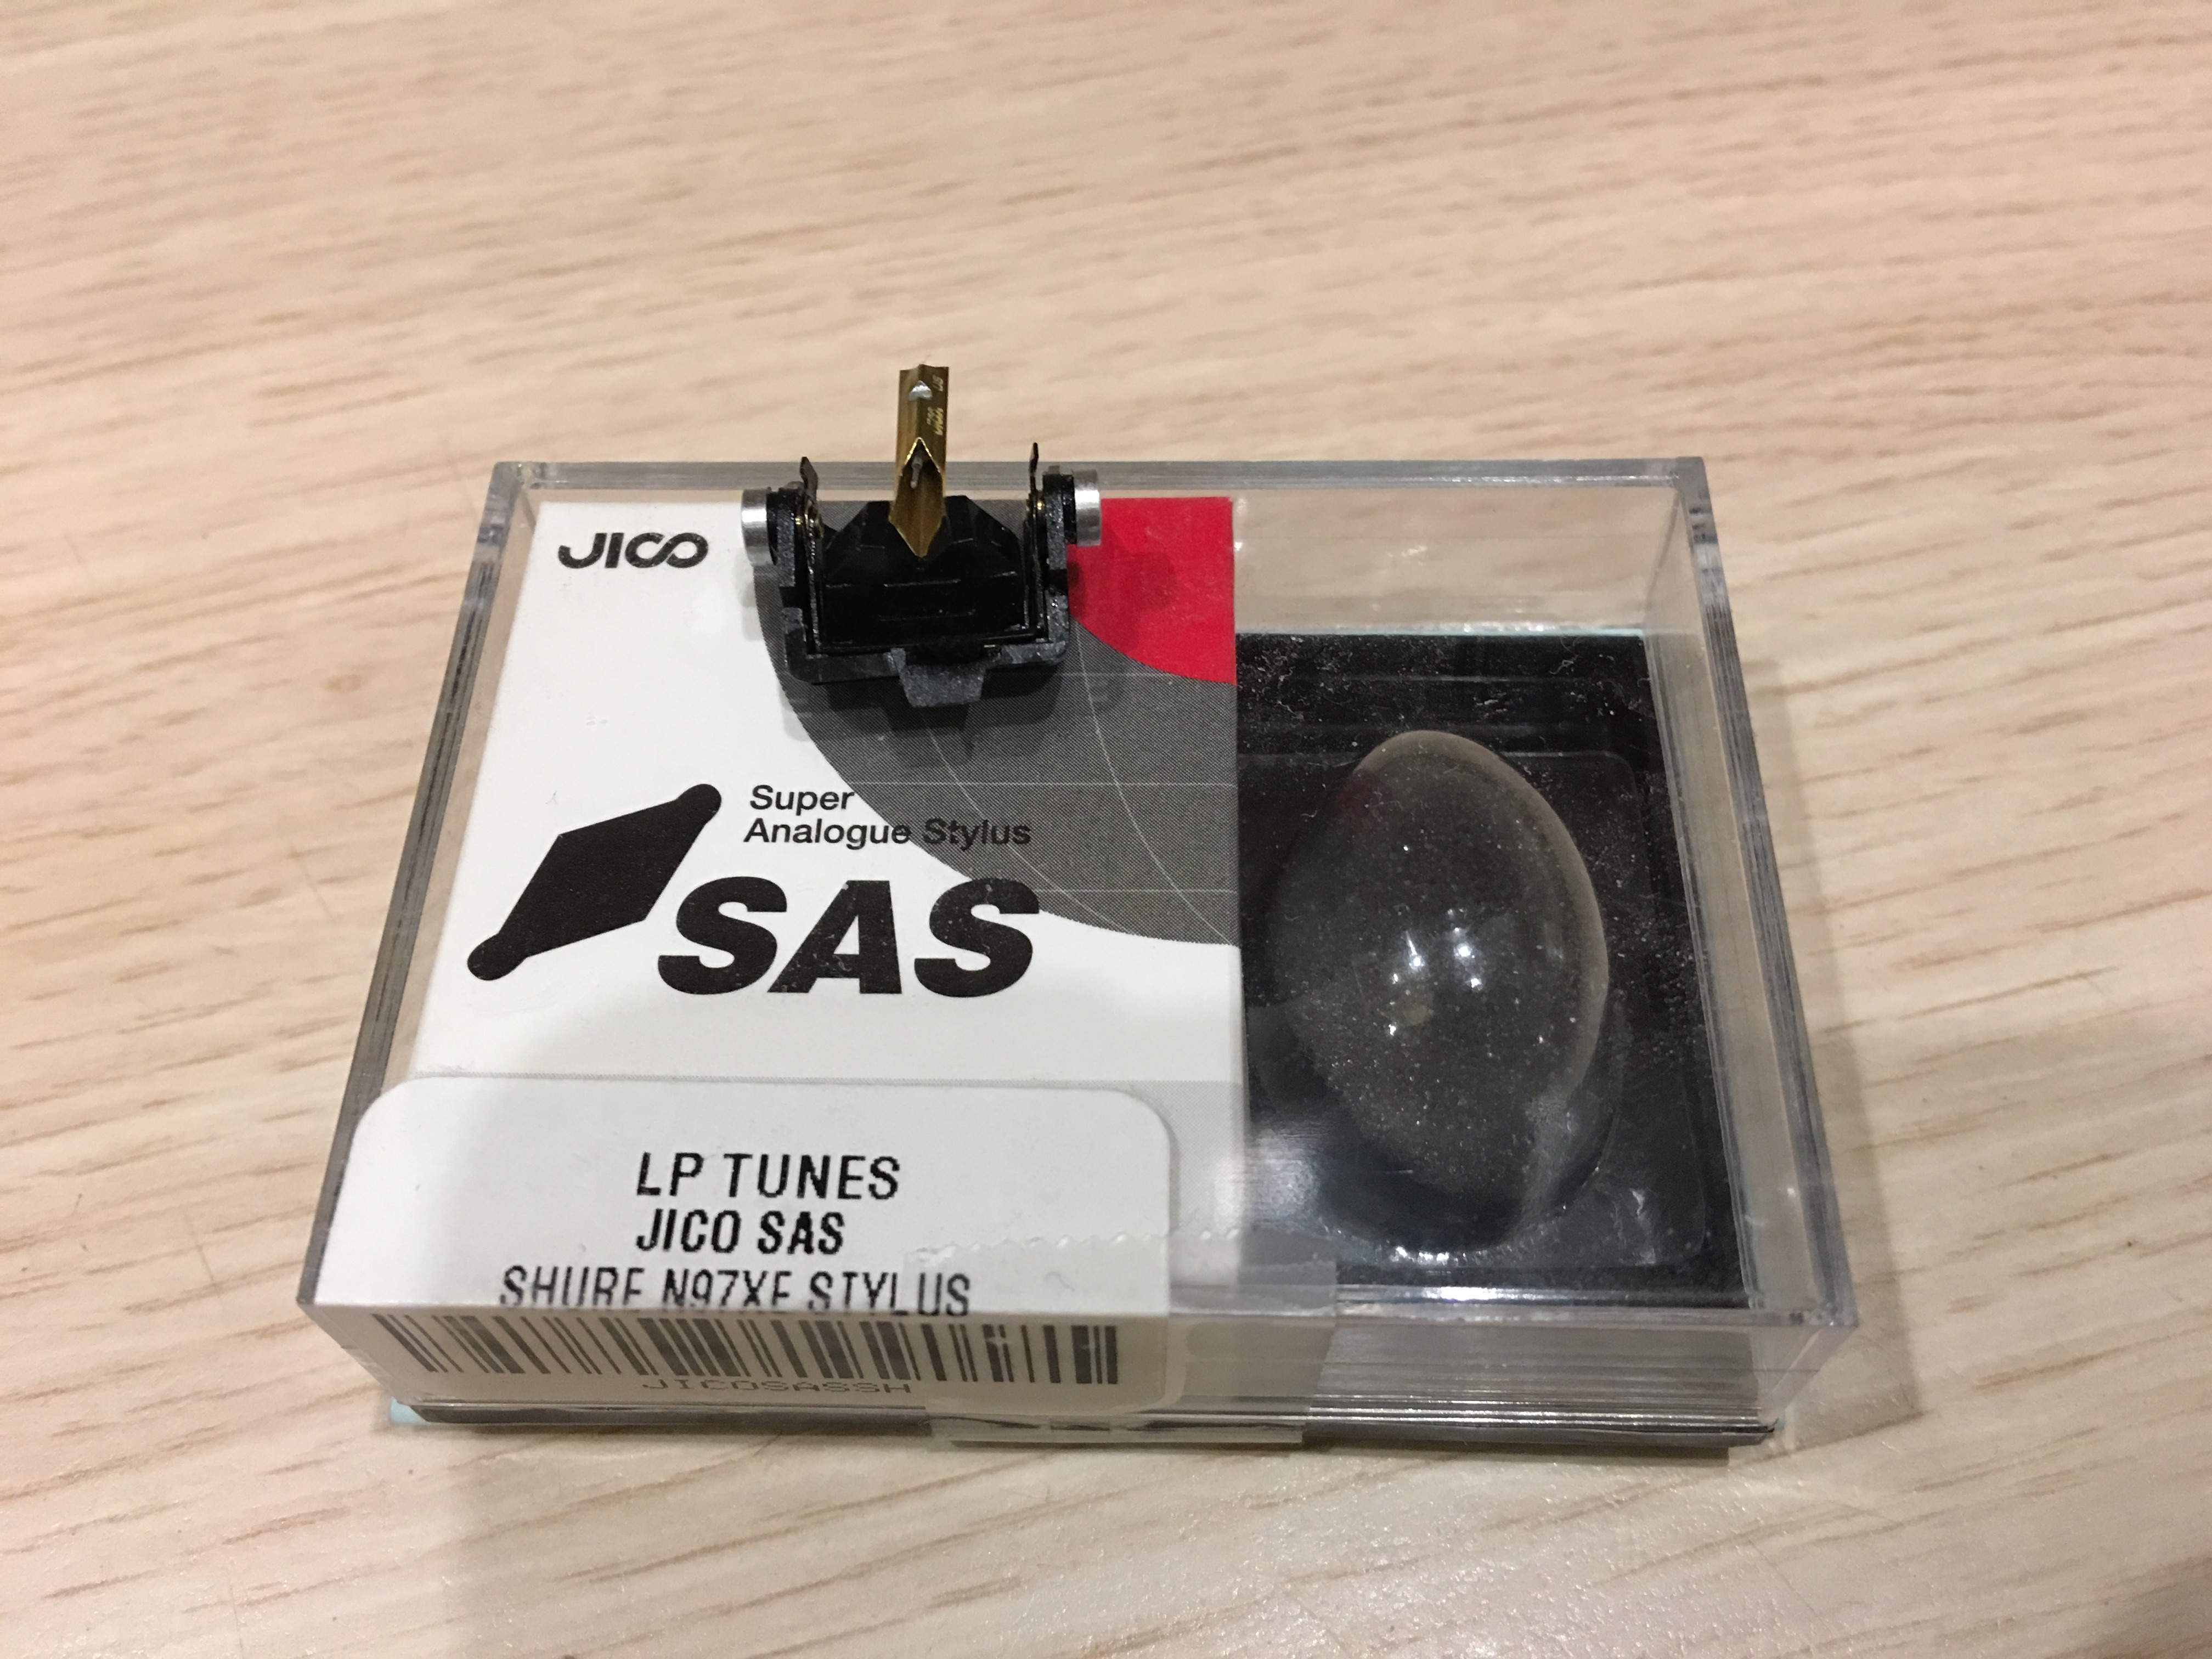 JICO
Super
Analogue Stylus
SAS
LP TUNES
JICO SAS
SHURE N97XE STYLUS
JICOSASSH